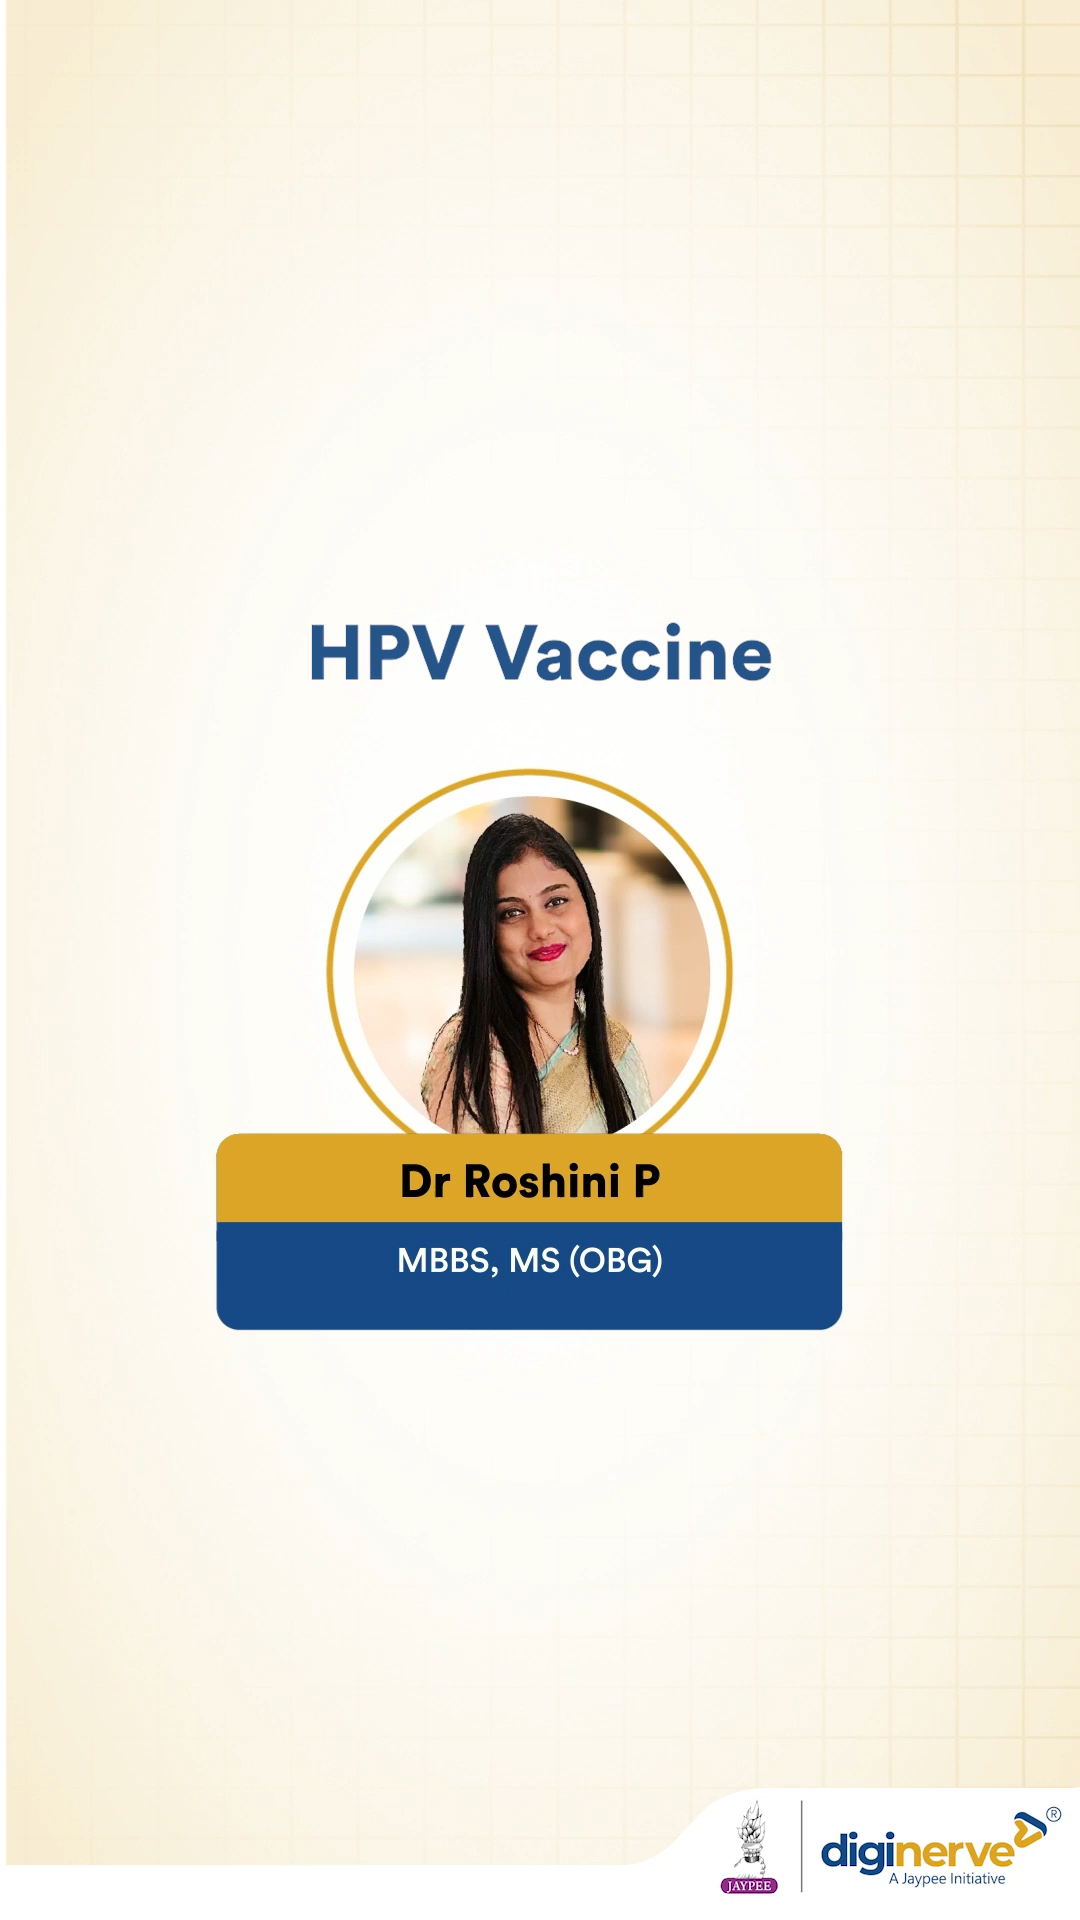 HPV Vaccine
Dr Roshini P
MBBS, MS (OBG)
JAYPEE
diginerve®
A Jaypee Initiative